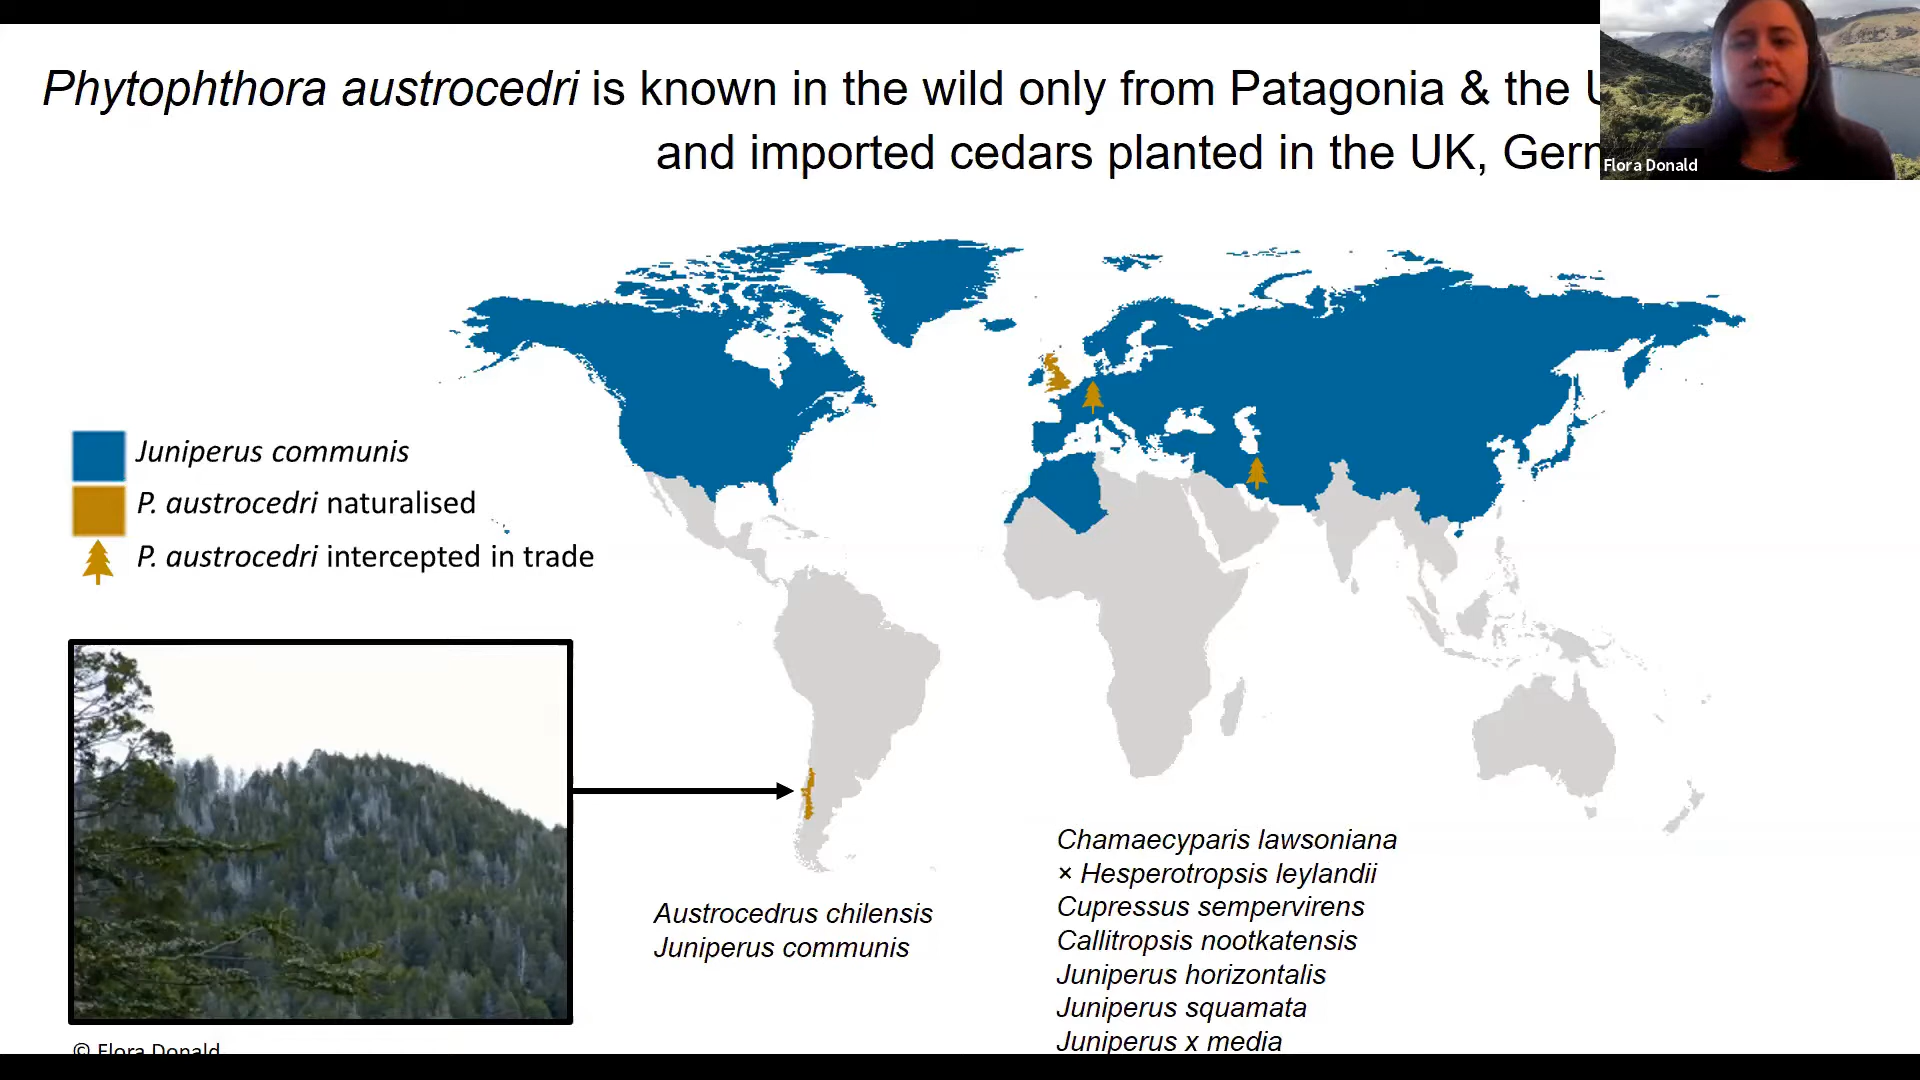 Phytophthora austrocedri is known in the wild only from Patagonia & the
and imported cedars planted in the UK,
Flora Donald
Juniperus communis
P. austrocedri naturalised
P. austrocedri intercepted in trade
Chamaecyparis lawsoniana
× Hesperotropsis leylandii
Cupressus sempervirens
Callitropsis nootkatensis
Juniperus horizontalis
Juniperus squamata
Juniperus x media
Austrocedrus chilensis
Juniperus communis
© Flora Donald